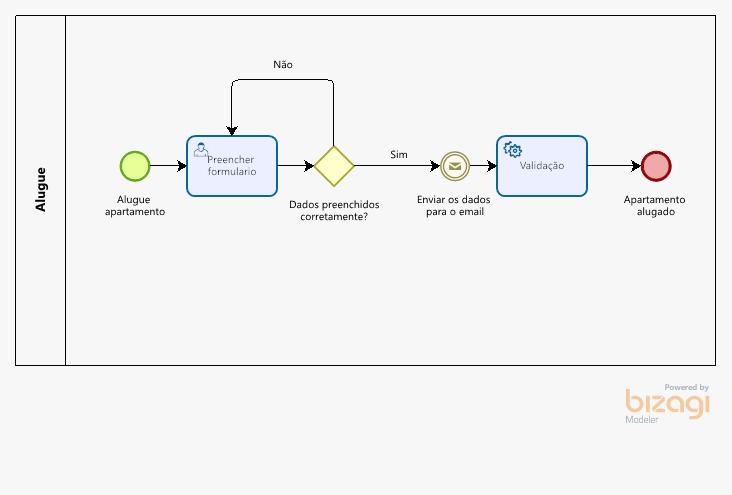 Alugue
Não
Alugue
apartamento
Preencher
formulario
Dados preenchidos
corretamente?
Sim
Enviar os dados
para o email
Validação
Apartamento
alugado
Powered by
bizagi
Modeler